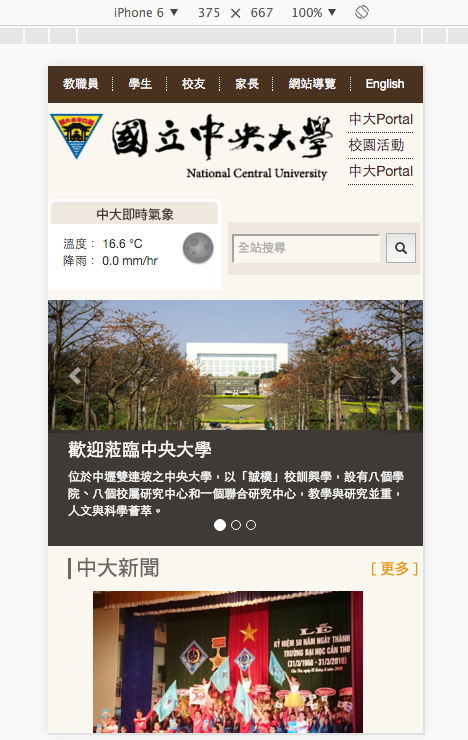 iPhone 6 ▼ 375 × 667 100% ▼
教職員 學生 校友 家長 網站導覽 English
國立中央大學
National Central University
中大Portal
校園活動
中大Portal
中大即時氣象
溫度： 16.6 °C
降雨： 0.0 mm/hr
全站搜尋
歡迎蒞臨中央大學
位於中壢雙連坡之中央大學，以「誠樸」校訓興學，設有八個學
院、八個校屬研究中心和一個聯合研究中心，教學與研究並重，
人文與科學薈萃。
中大新聞 [ 更多 ]
LỄ
KỶ NIỆM 50 NĂM NGÀY THÀNH
TRƯỜNG ĐẠI HỌC CẦN THƠ
(31/3/1966 - 31/3/2016)